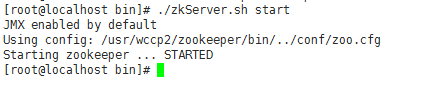 [root@localhost bin]# ./zkServer.sh start
JMX enabled by default
Using config: /usr/wccp2/zookeeper/bin/../conf/zoo.cfg
Starting zookeeper ... STARTED
[root@localhost bin]#